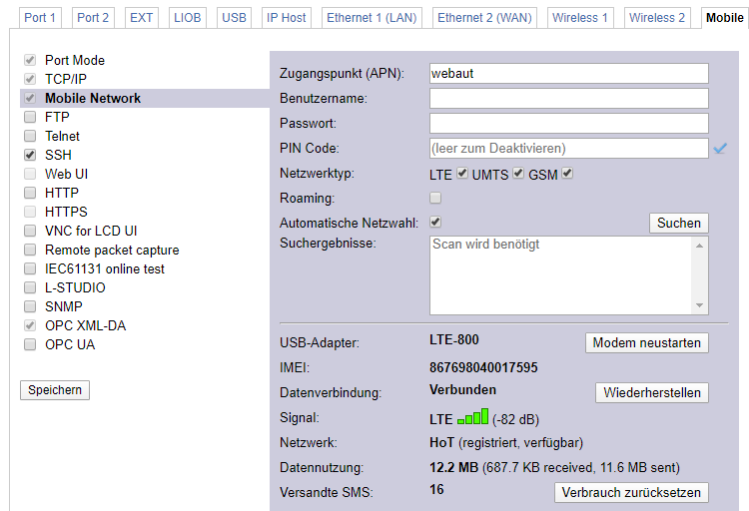 Port 1 Port 2 EXT LIOB USB IP Host Ethernet 1 (LAN) Ethernet 2 (WAN) Wireless 1 Wireless 2 Mobile
Port Mode
TCP/IP
Mobile Network
FTP
Telnet
SSH
Web UI
HTTP
HTTPS
VNC for LCD UI
Remote packet capture
IEC61131 online test
L-STUDIO
SNMP
OPC XML-DA
OPC UA
Speichern
Zugangspunkt (APN): webaut
Benutzername:
Passwort:
PIN Code: (leer zum Deaktivieren)
Netzwerktyp: LTE UMTS GSM
Roaming:
Automatische Netzwahl: Suchen
Suchergebnisse: Scan wird benötigt
USB-Adapter: LTE-800 Modem neustarten
IMEI: 867698040017595
Datenverbindung: Verbunden Wiederherstellen
Signal: LTE (-82 dB)
Netzwerk: HoT (registriert, verfügbar)
Datennutzung: 12.2 MB (687.7 KB received, 11.6 MB sent)
Versandte SMS: 16 Verbrauch zurücksetzen